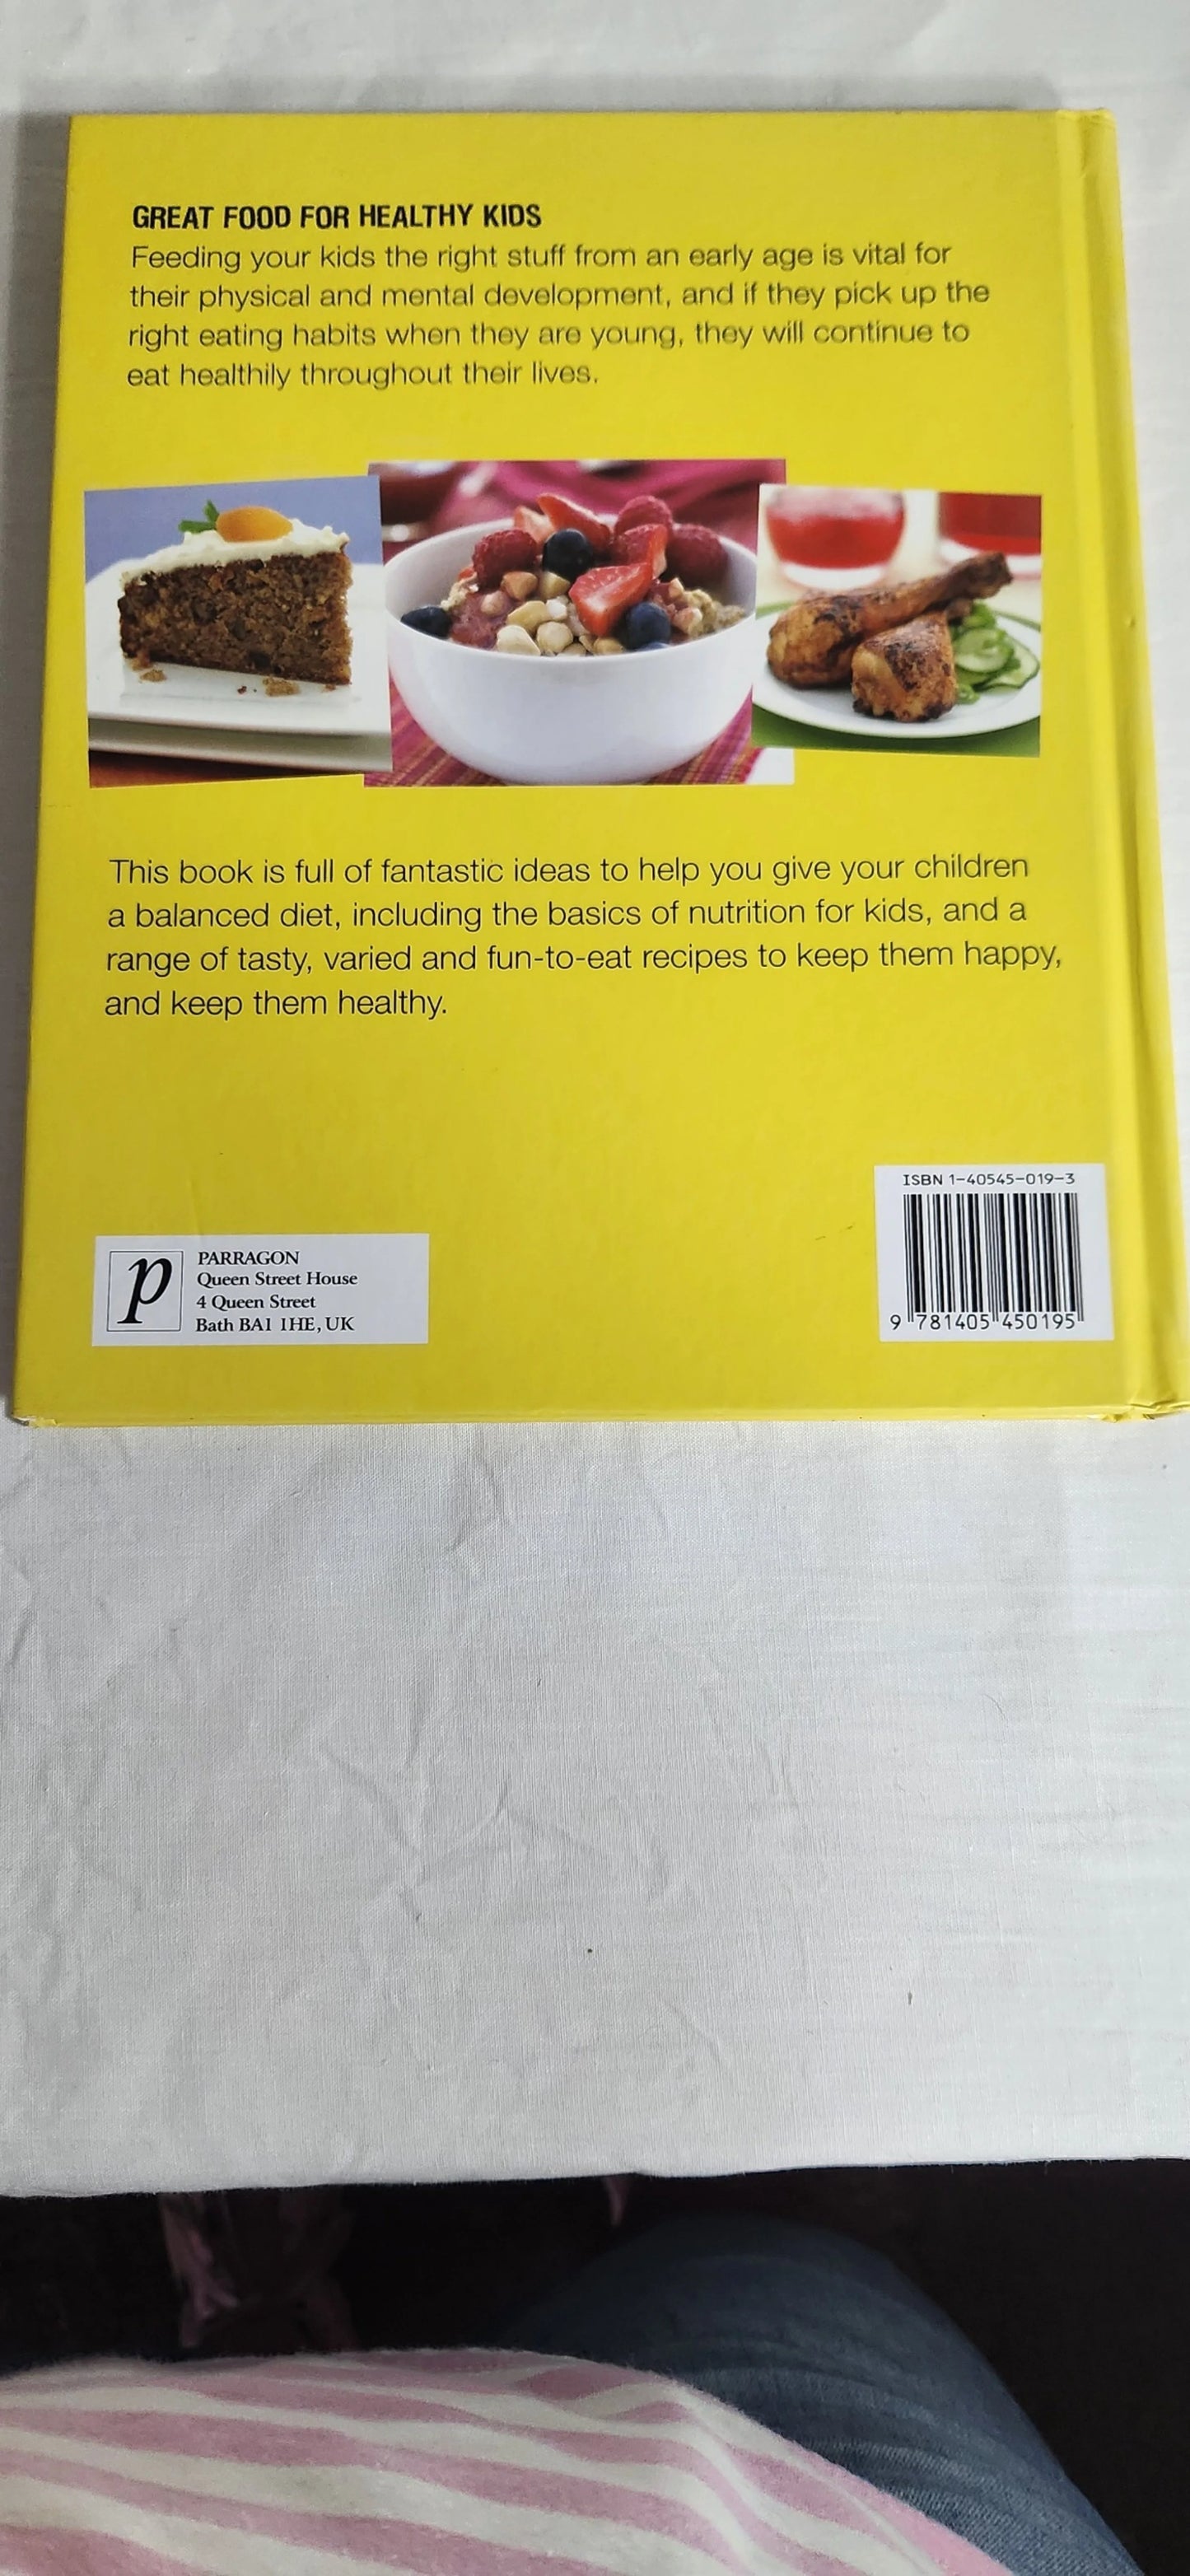 GREAT FOOD FOR HEALTHY KIDS
Feeding your kids the right stuff from an early age is vital for
their physical and mental development, and if they pick up the
right eating habits when they are young, they will continue to
eat healthily throughout their lives.
This book is full of fantastic ideas to help you give your children
a balanced diet, including the basics of nutrition for kids, and a
range of tasty, varied and fun-to-eat recipes to keep them happy,
and keep them healthy.
p
PARRAGON
Queen Street House
4 Queen Street
Bath BA1 1HE, UK
ISBN 1-40545-019-3
9 781405 450195